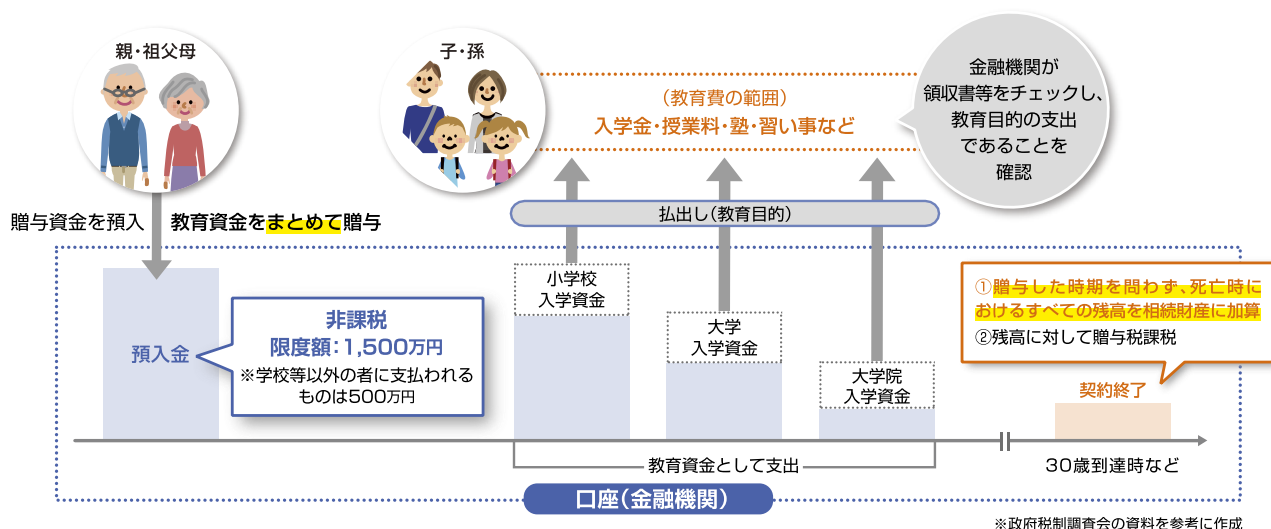 親・祖父母
子・孫
(教育費の範囲)
入学金・授業料・塾・習い事など
金融機関が
領収書等をチェックし、
教育目的の支出
であることを
確認
贈与資金を預入
教育資金をまとめて贈与
払出し(教育目的)
預入金
非課税
限度額：1,500万円
※学校等以外の者に支払われる
ものは500万円
小学校
入学資金
大学
入学資金
大学院
入学資金
①贈与した時期を問わず、死亡時に
おけるすべての残高を相続財産に加算
②残高に対して贈与税課税
契約終了
教育資金として支出
30歳到達時など
口座(金融機関)
※政府税制調査会の資料を参考に作成